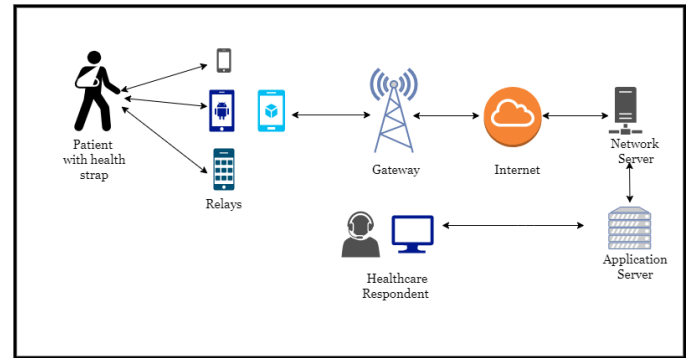 Patient
with health
strap
Relays
Gateway
Internet
Network
Server
Healthcare
Respondent
Application
Server